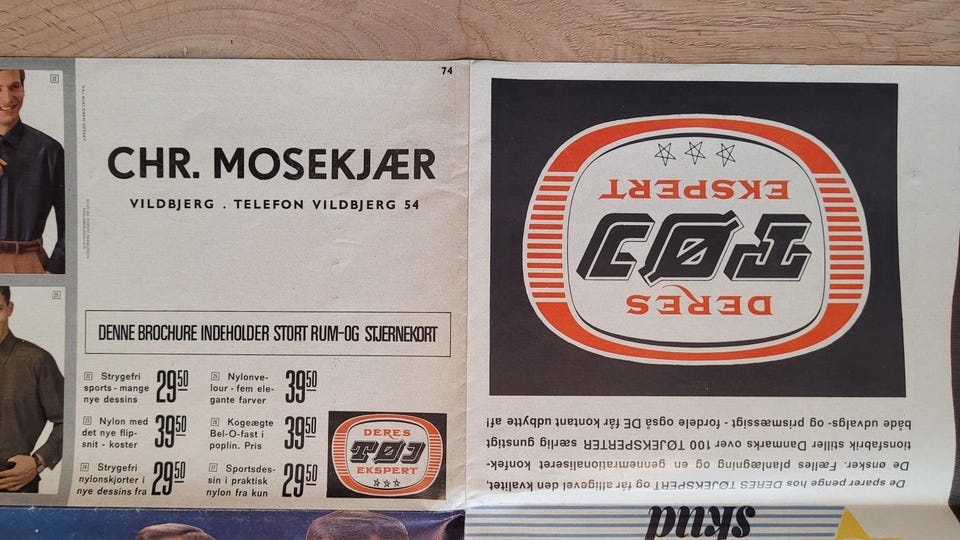 74
CHR. MOSEKJÆR
VILDBJERG . TELEFON VILDBJERG 54
DENNE BROCHURE INDEHOLDER STORT RUM-OG STJERNEKORT
Strygefri
sports - mange
nye dessins
2950
Nylonve-
lour - fem ele-
gante farver
3950
Nylon med
det nye flip-
snit - koster
3950
Kogeægte
Bel-O-fast i
poplin. Pris
3950
Strygefri
nylonskjorter i
nye dessins fra
2950
Sportsdes-
sin i praktisk
nylon fra kun
2950
DERES
TØJ
EKSPERT
DERES
TØJ
EKSPERT
De sparer penge hos DERES TØJEKSPERT og får alligevel den kvalitet,
De ønsker. Fælles planlægning og en gennemrationaliseret konfek-
tionsfabrik stiller Danmarks over 100 TØJEKSPERTER særlig gunstigt
både udvalgs- og prismæssigt - fordele også DE får kontant udbytte af!
skud